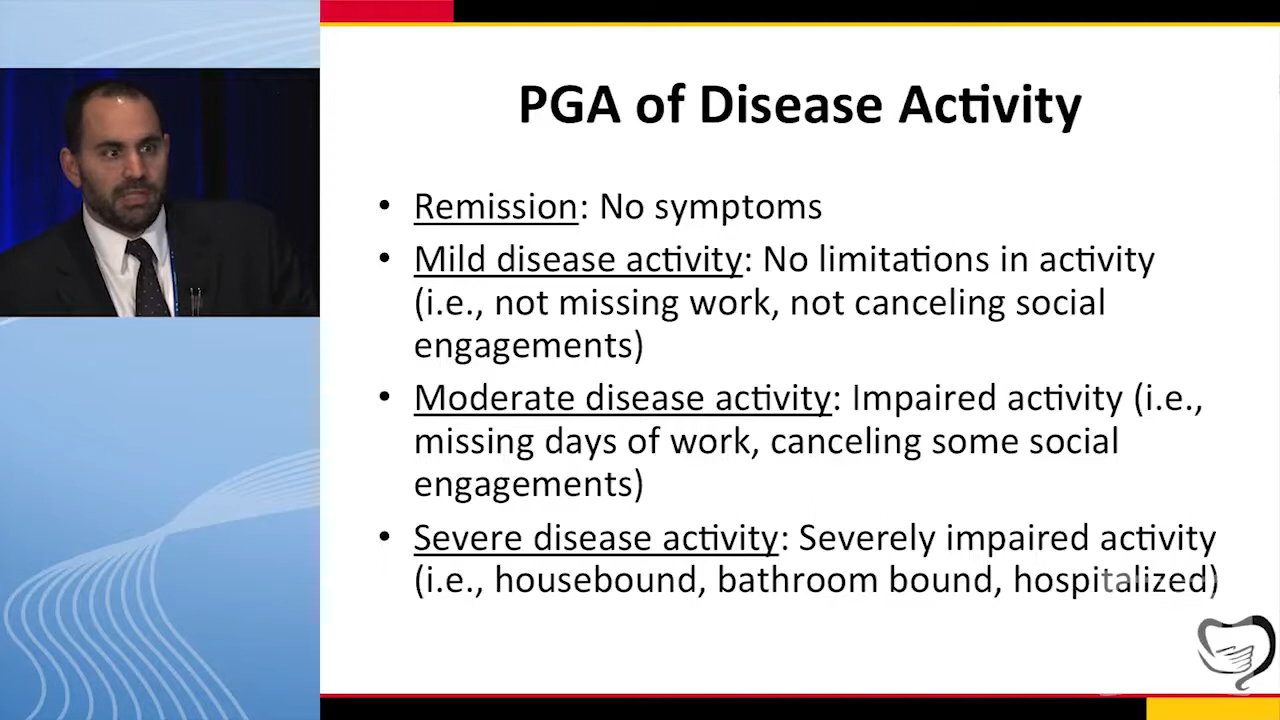 PGA of Disease Activity
• Remission: No symptoms
• Mild disease activity: No limitations in activity
(i.e., not missing work, not canceling social
engagements)
• Moderate disease activity: Impaired activity (i.e.,
missing days of work, canceling some social
engagements)
• Severe disease activity: Severely impaired activity
(i.e., housebound, bathroom bound, hospitalized)